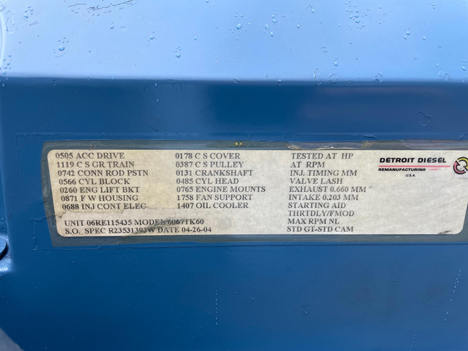 0505 ACC DRIVE 0178 C S COVER TESTED AT HP
1119 C S GR TRAIN 0387 C S PULLEY AT RPM
0742 CONN ROD PSTN 0131 CRANKSHAFT INJ. TIMING MM
0566 CYL BLOCK 0485 CYL HEAD VALVE LASH
0260 ENG LIFT BKT 0765 ENGINE MOUNTS EXHAUST 0.660 MM
0871 F W HOUSING 1758 FAN SUPPORT INTAKE 0.203 MM
0688 INJ CONT ELEC 1407 OIL COOLER STARTING AID
THRTDLY/FMOD
UNIT 06RE115435 MODEL 6067TK60 MAX RPM NL
S.O. SPEC R23531393W DATE 04-26-04 STD GT-STD CAM
DETROIT DIESEL
REMANUFACTURING
U.S.A.